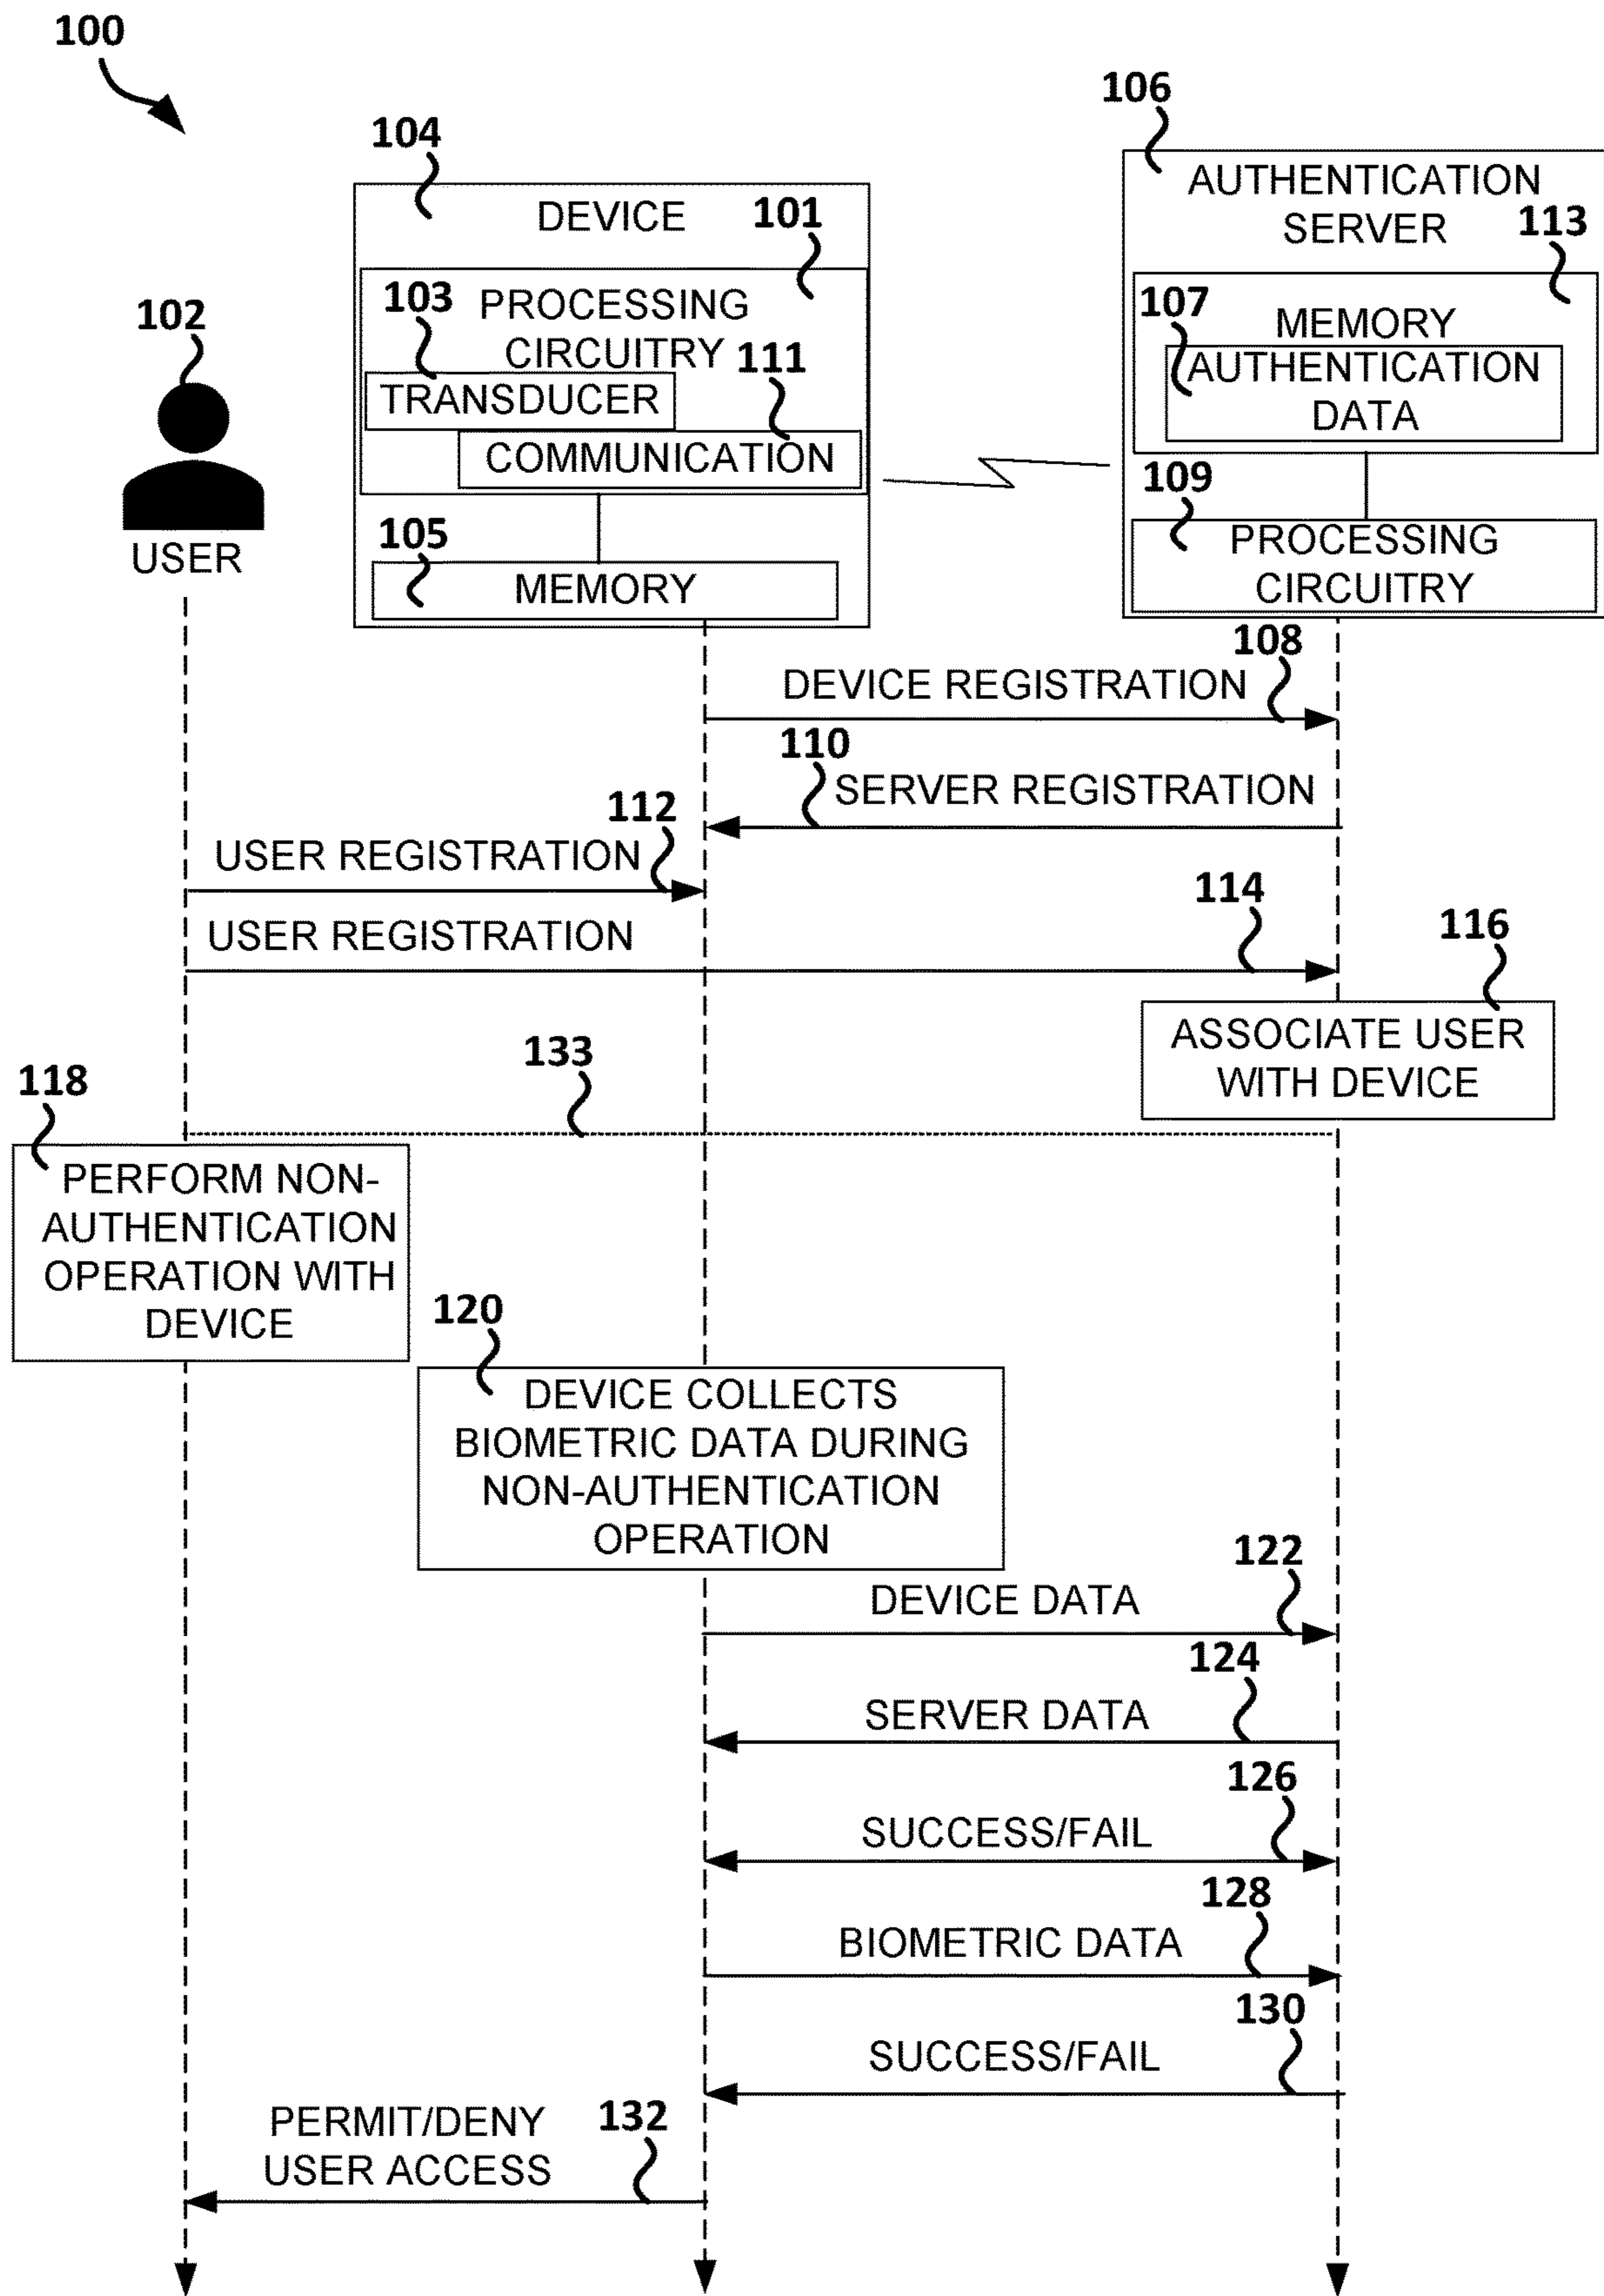 100
106
104
AUTHENTICATION
SERVER
DEVICE
101
113
102
103
PROCESSING
CIRCUITRY
111
107
MEMORY
AUTHENTICATION
DATA
TRANSDUCER
COMMUNICATION
109
105
USER
MEMORY
PROCESSING
CIRCUITRY
108
DEVICE REGISTRATION
110
SERVER REGISTRATION
112
USER REGISTRATION
114
USER REGISTRATION
116
ASSOCIATE USER
WITH DEVICE
133
118
PERFORM NON-
AUTHENTICATION
OPERATION WITH
DEVICE
120
DEVICE COLLECTS
BIOMETRIC DATA DURING
NON-AUTHENTICATION
OPERATION
122
DEVICE DATA
124
SERVER DATA
126
SUCCESS/FAIL
128
BIOMETRIC DATA
130
SUCCESS/FAIL
132
PERMIT/DENY
USER ACCESS